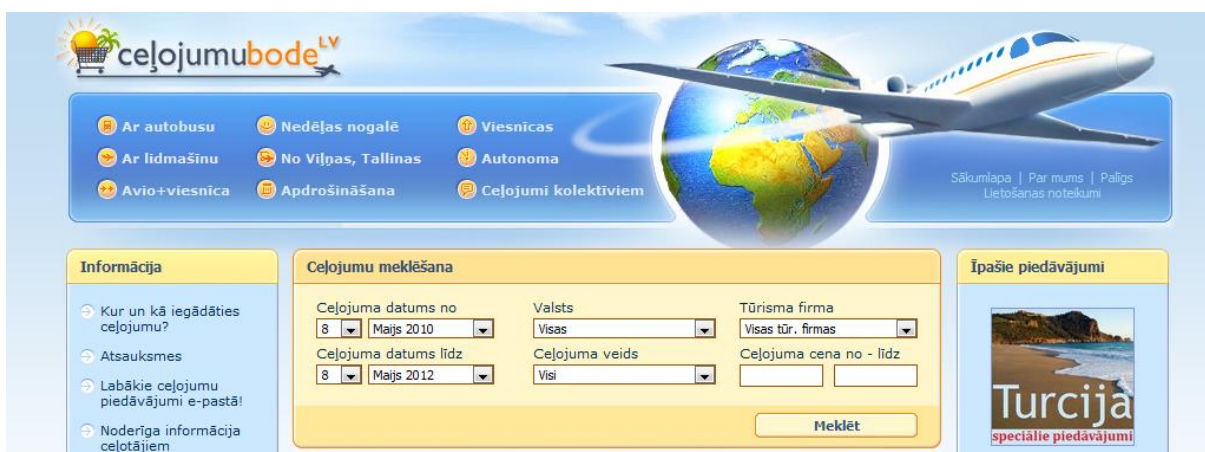 ceļojumubode LV
Ar autobusu
Nedēļas nogalē
Viesnīcas
Ar lidmašīnu
No Viļņas, Tallinas
Autonoma
Avio+viesnīca
Apdrošināšana
Ceļojumi kolektīviem
Sākumlapa | Par mums | Palīgs
Lietošanas noteikumi
Informācija
Kur un kā iegādāties
ceļojumu?
Atsauksmes
Labākie ceļojumu
piedāvājumi e-pastā!
Noderīga informācija
ceļotājiem
Ceļojumu meklēšana
Ceļojuma datums no
8 Maijs 2010
Valsts
Visas
Tūrisma firma
Visas tūr. firmas
Ceļojuma datums līdz
8 Maijs 2012
Ceļojuma veids
Visi
Ceļojuma cena no - līdz
Meklēt
Īpašie piedāvājumi
Turcija
speciālie piedāvājumi